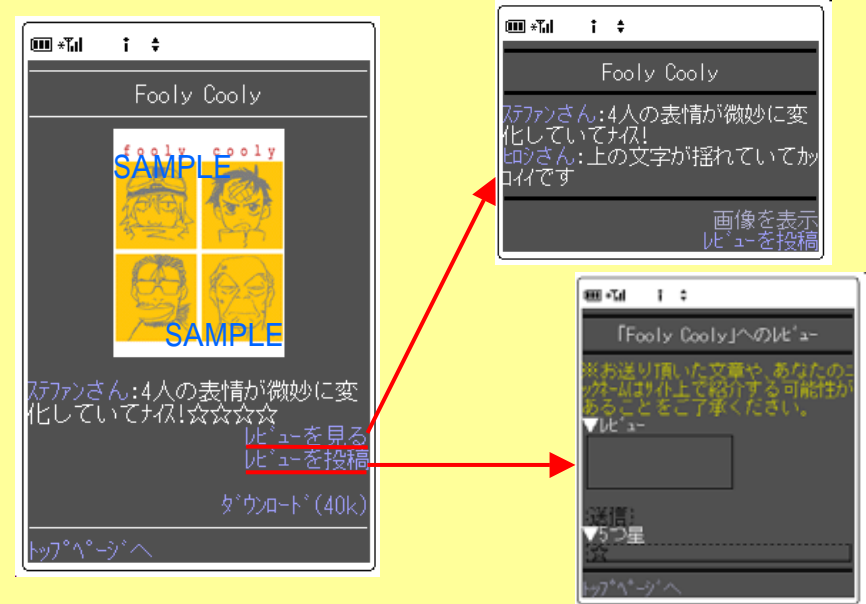 Fooly Cooly
fooly cooly
SAMPLE
SAMPLE
ｽﾃﾌｧﾝさん:4人の表情が微妙に変
化していてﾅｲｽ!☆☆☆☆
ﾚﾋﾞｭｰを見る
ﾚﾋﾞｭｰを投稿
ﾀﾞｳﾝﾛｰﾄﾞ(40k)
ﾄｯﾌﾟﾍﾟｰｼﾞへ
Fooly Cooly
ｽﾃﾌｧﾝさん:4人の表情が微妙に変
化していてﾅｲｽ!
ﾋﾛｼさん:上の文字が揺れていてｶｯ
ｺｲｲです
画像を表示
ﾚﾋﾞｭｰを投稿
「Fooly Cooly」へのﾚﾋﾞｭｰ
※お送り頂いた文章や、あなたのﾆ
ｯｸﾈｰﾑはｻｲﾄ上で紹介する可能性が
あることをご了承ください。
▼ﾚﾋﾞｭｰ
送信
▼5つ星
☆
ﾄｯﾌﾟﾍﾟｰｼﾞへ